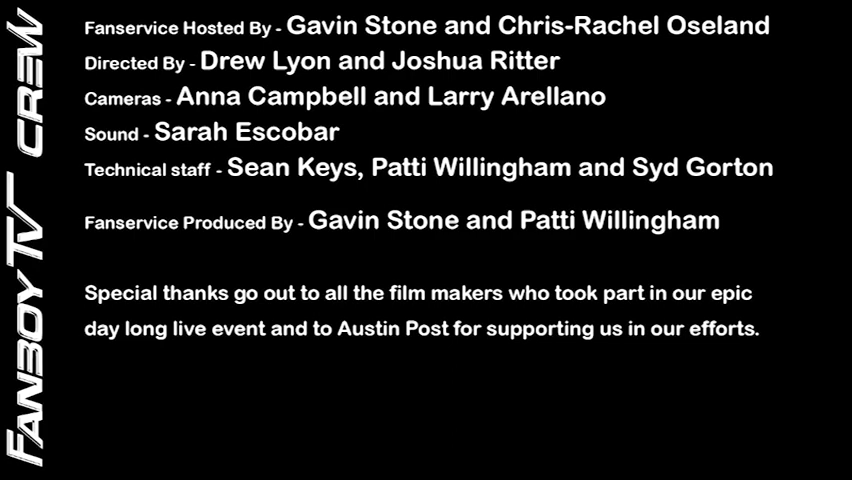 FANBOY TV CREW
Fanservice Hosted By - Gavin Stone and Chris-Rachel Oseland
Directed By - Drew Lyon and Joshua Ritter
Cameras - Anna Campbell and Larry Arellano
Sound - Sarah Escobar
Technical staff - Sean Keys, Patti Willingham and Syd Gorton
Fanservice Produced By - Gavin Stone and Patti Willingham
Special thanks go out to all the film makers who took part in our epic
day long live event and to Austin Post for supporting us in our efforts.